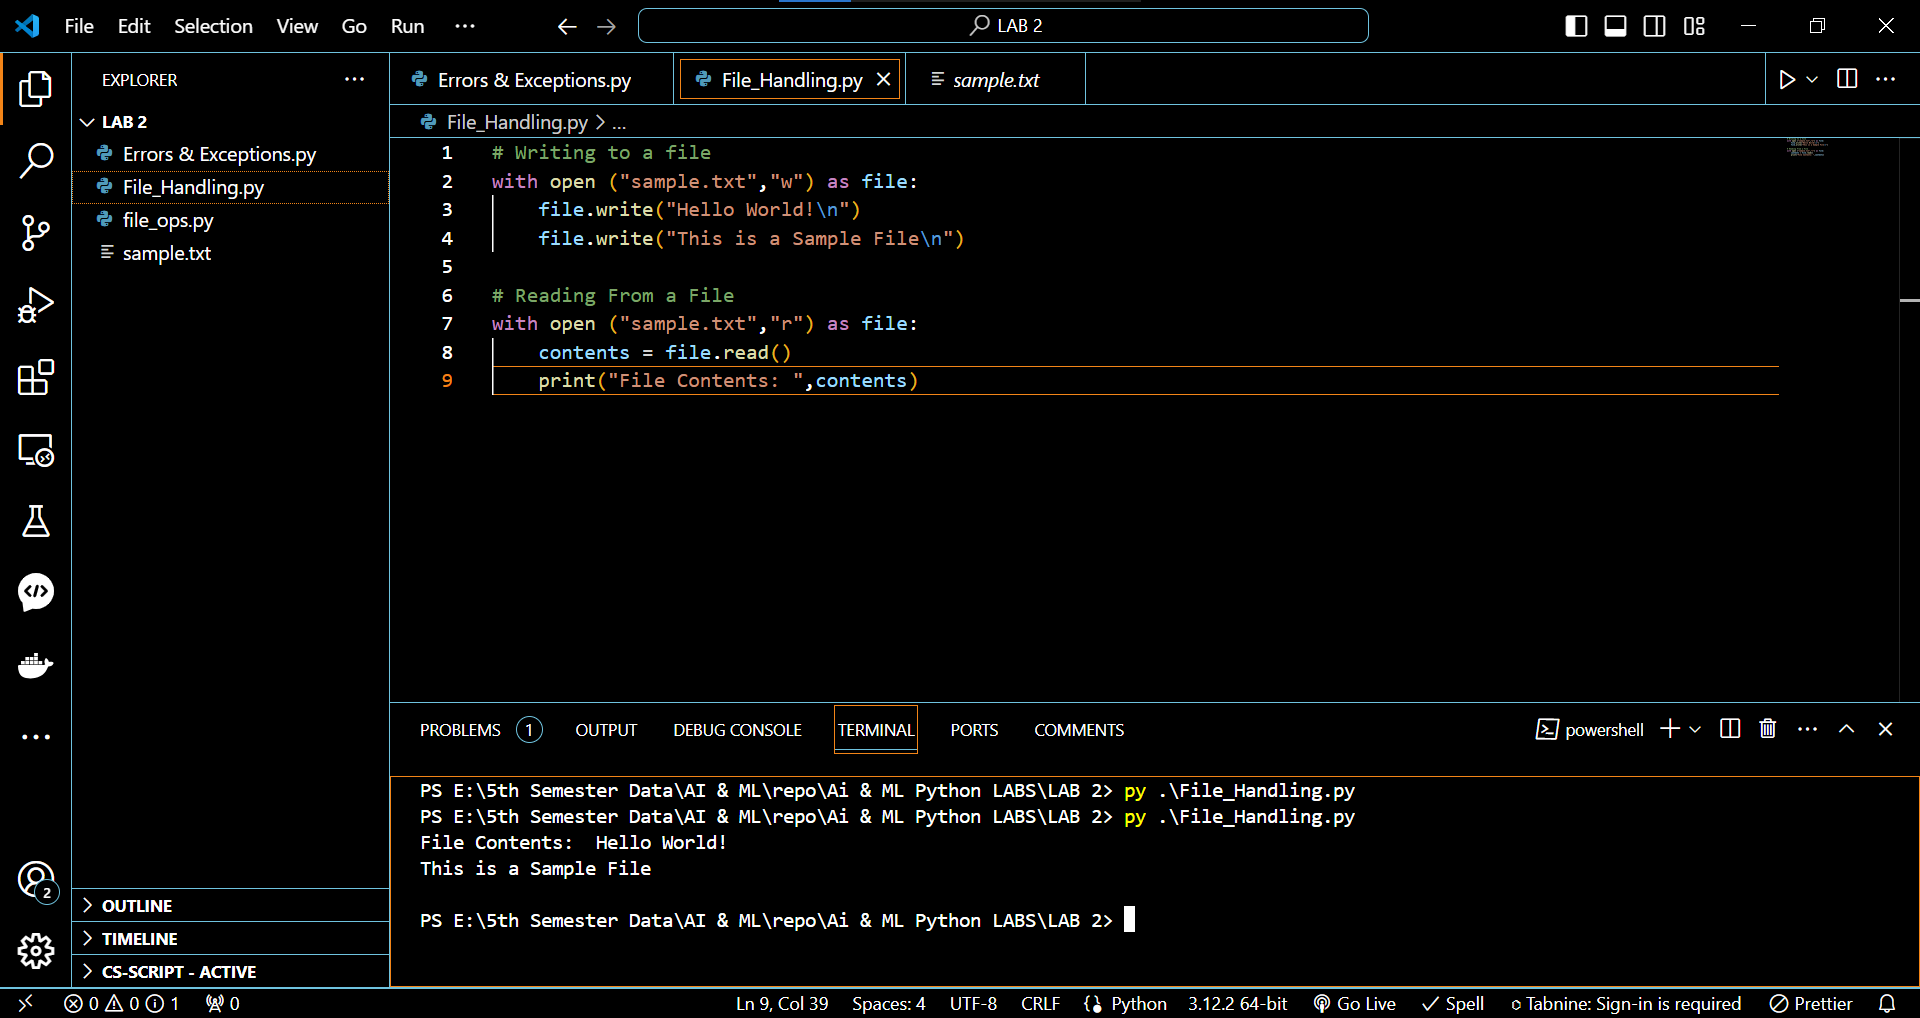 File Edit Selection View Go Run
LAB 2
EXPLORER
LAB 2
Errors & Exceptions.py
File_Handling.py
file_ops.py
sample.txt
OUTLINE
TIMELINE
CS-SCRIPT - ACTIVE
Errors & Exceptions.py File_Handling.py sample.txt
File_Handling.py > ...
1 # Writing to a file
2 with open ("sample.txt","w") as file:
3     file.write("Hello World!\n")
4     file.write("This is a Sample File\n")
5
6 # Reading From a File
7 with open ("sample.txt","r") as file:
8     contents = file.read()
9     print("File Contents: ",contents)
PROBLEMS 1 OUTPUT DEBUG CONSOLE TERMINAL PORTS COMMENTS
powershell
PS E:\5th Semester Data\AI & ML\repo\Ai & ML Python LABS\LAB 2> py .\File_Handling.py
PS E:\5th Semester Data\AI & ML\repo\Ai & ML Python LABS\LAB 2> py .\File_Handling.py
File Contents:  Hello World!
This is a Sample File
PS E:\5th Semester Data\AI & ML\repo\Ai & ML Python LABS\LAB 2>
2
0 0 1 0 Ln 9, Col 39 Spaces: 4 UTF-8 CRLF Python 3.12.2 64-bit Go Live Spell Tabnine: Sign-in is required Prettier